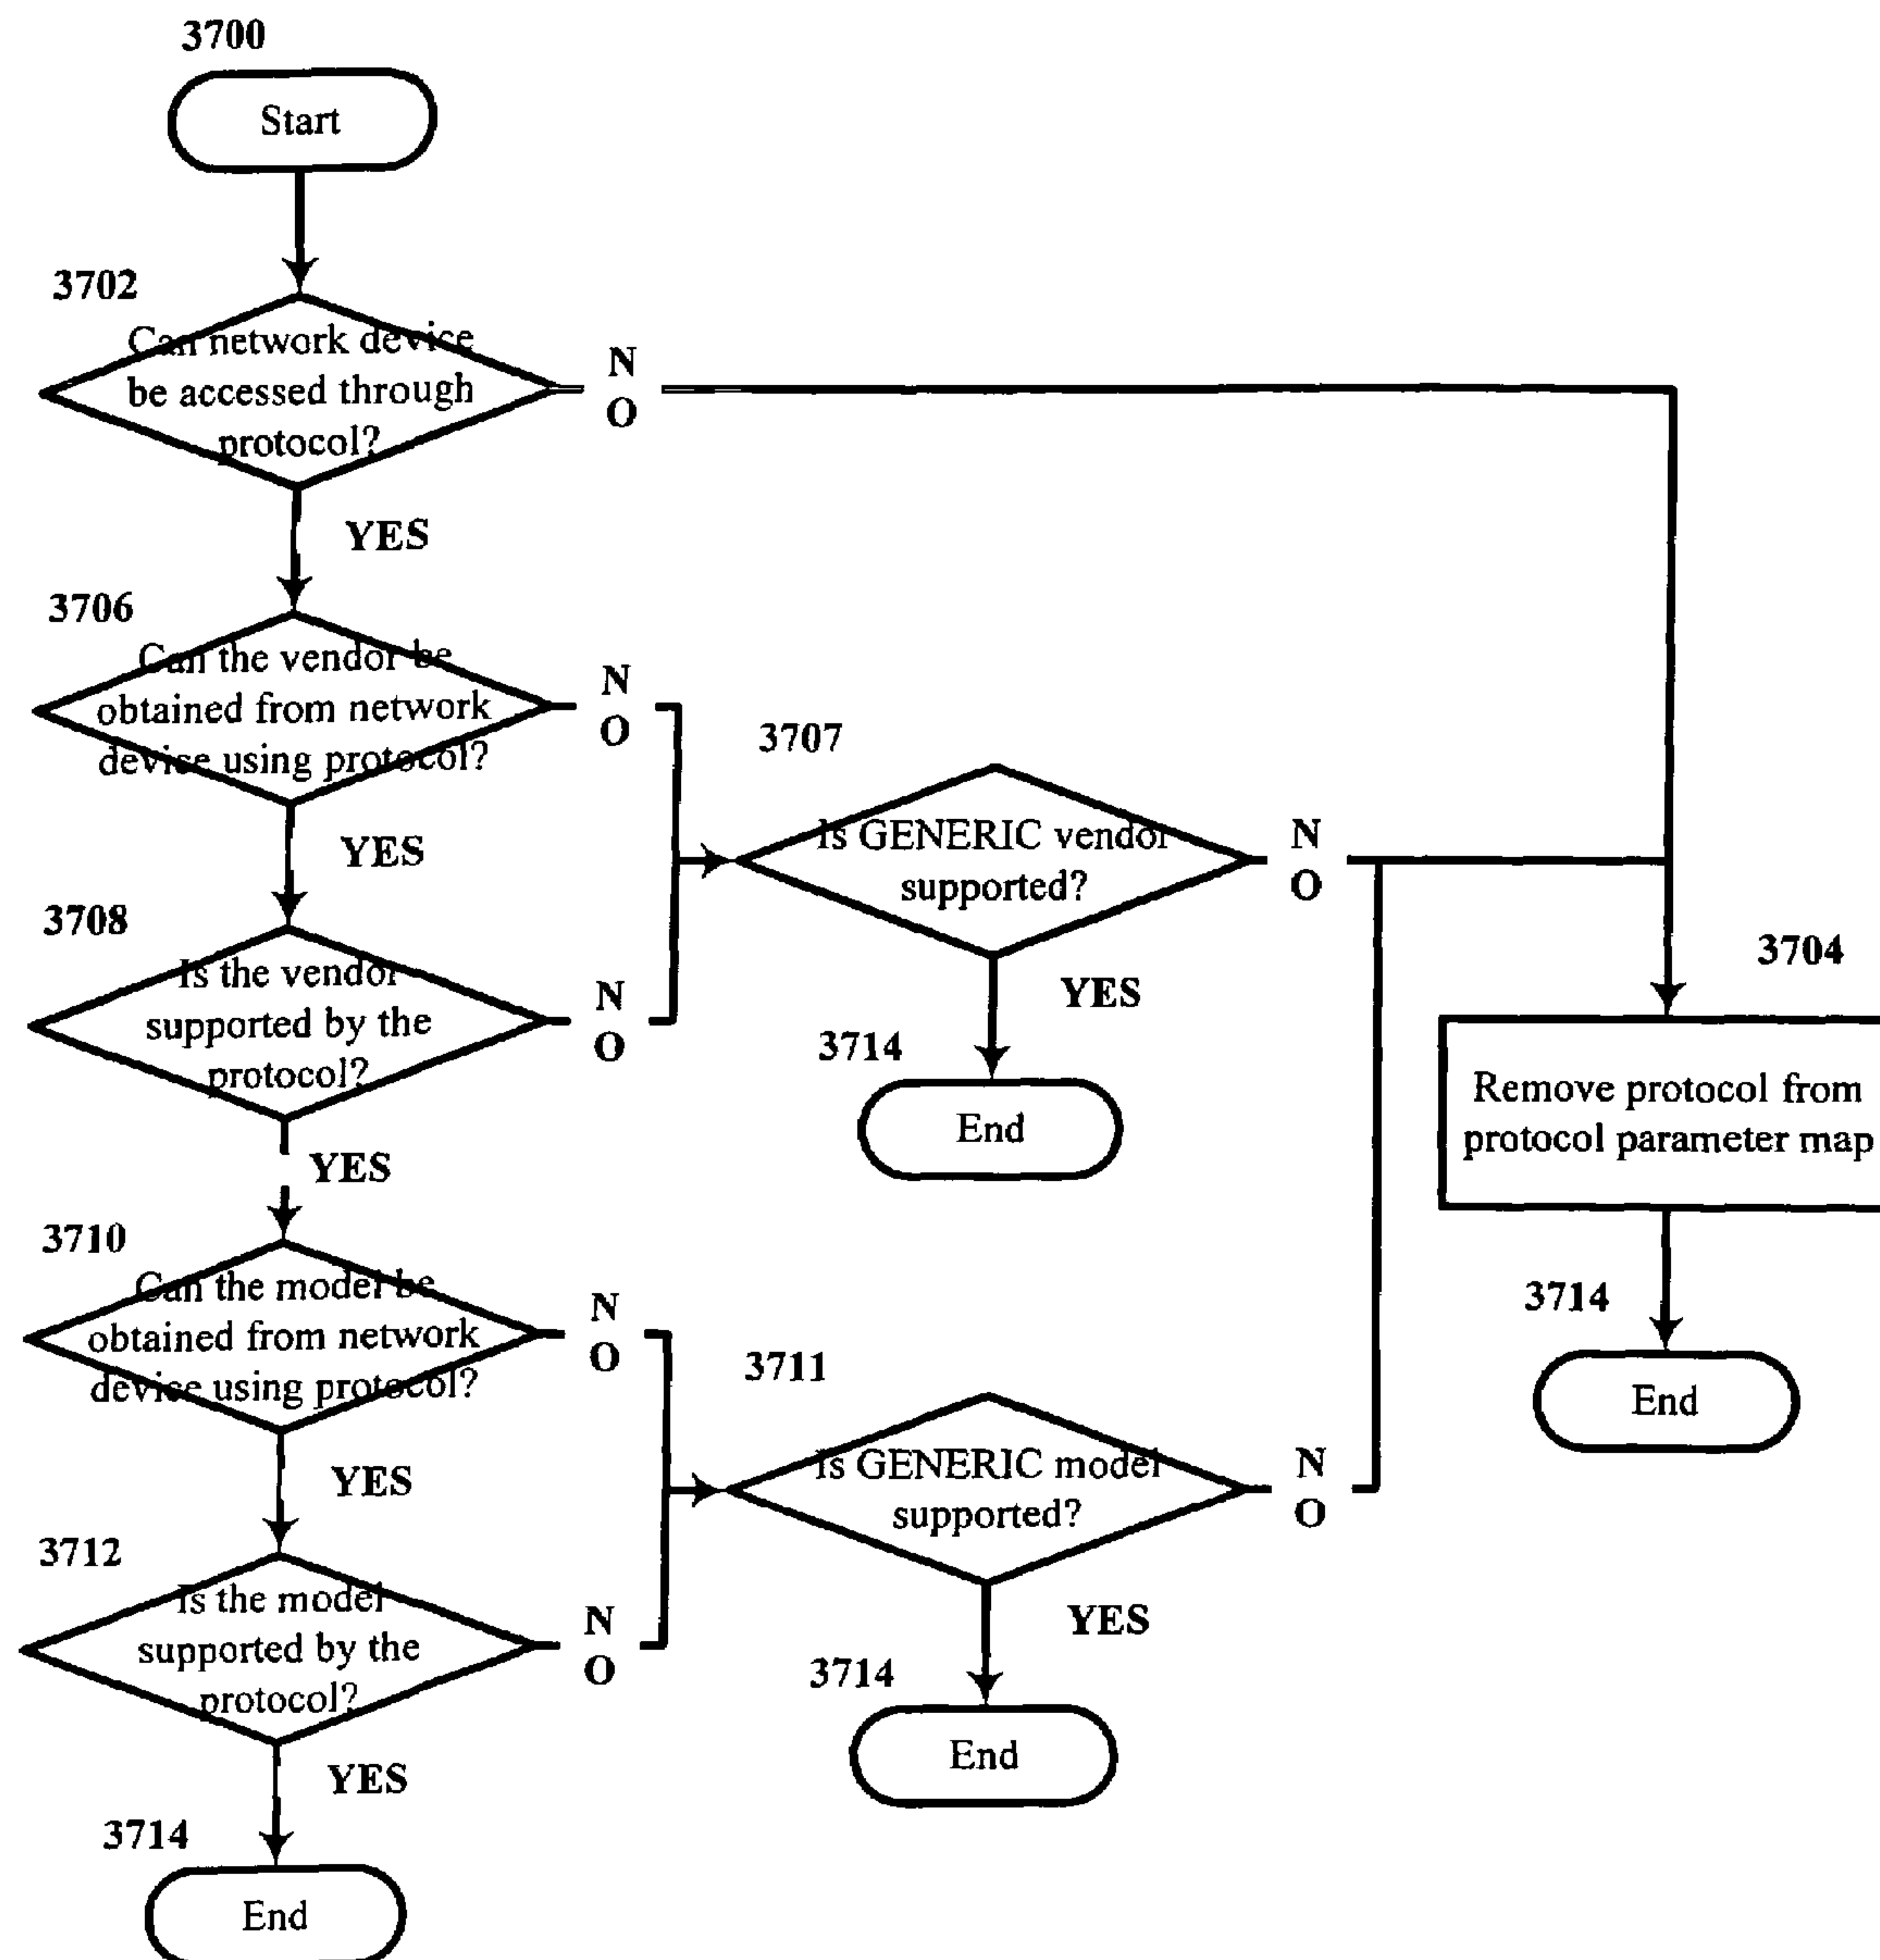 3700
Start
3702
Can network device
be accessed through
protocol?
N
O
YES
3706
Can the vendor be
obtained from network
device using protocol?
N
O
3707
Is GENERIC vendor
supported?
N
O
YES
YES
3708
Is the vendor
supported by the
protocol?
N
O
3714
End
3704
Remove protocol from
protocol parameter map
3714
End
YES
3710
Can the model be
obtained from network
device using protocol?
N
O
3711
Is GENERIC model
supported?
N
O
YES
YES
3712
Is the model
supported by the
protocol?
N
O
3714
End
YES
3714
End